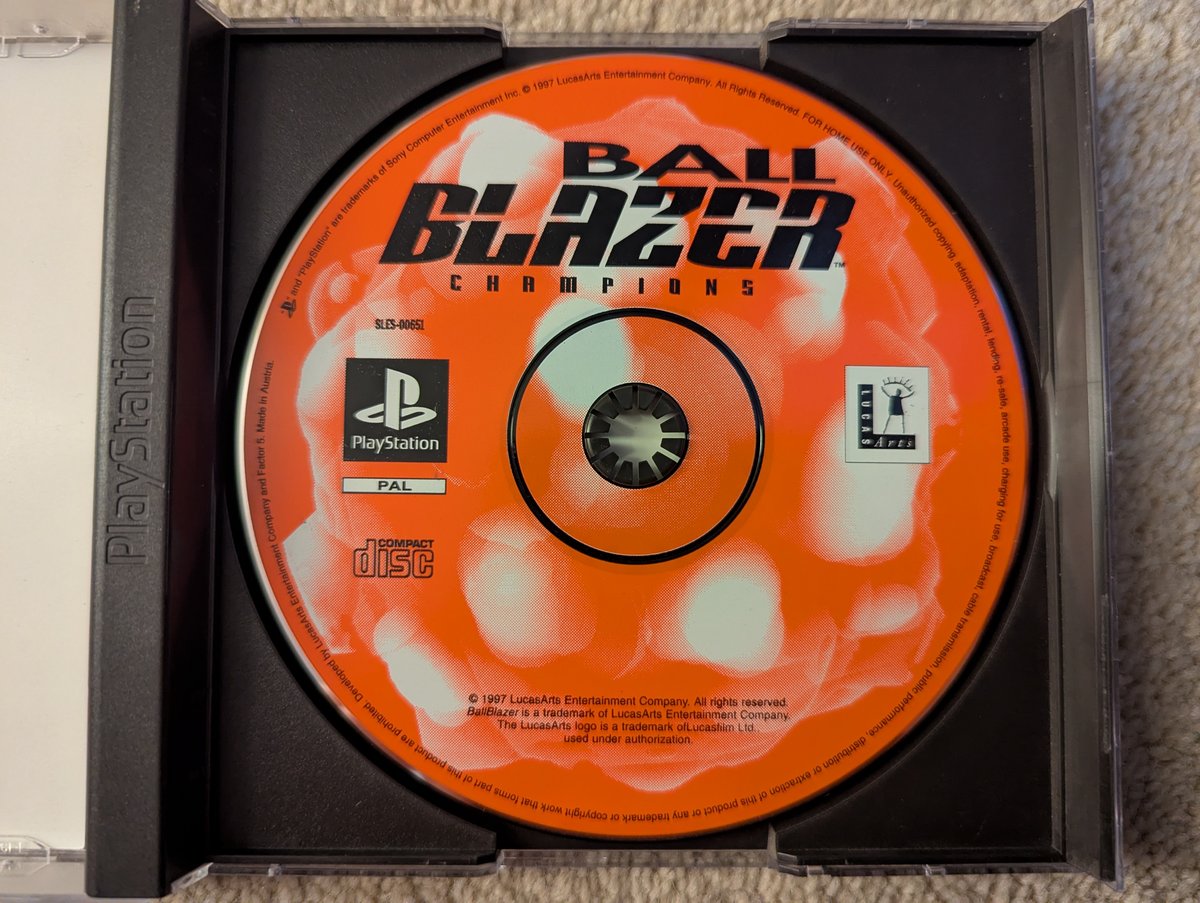 PlayStation
BALL
BLAZER™
CHAMPIONS
SLES-00651
PlayStation
PAL
COMPACT
disc
LUCAS
Arts
© 1997 LucasArts Entertainment Company. All rights reserved.
BallBlazer is a trademark of LucasArts Entertainment Company.
The LucasArts logo is a trademark ofLucasfilm Ltd.,
used under authorization.
and "PlayStation" are trademarks of Sony Computer Entertainment Inc. © 1997 LucasArts Entertainment Company. All Rights Reserved. FOR HOME USE ONLY. Unauthorized copying, adaptation, rental, lending, re-sale, arcade use, charging for use, broadcast, cable transmission, public performance, distribution or extraction of this product or any trademark or copyright work that forms part of this product are prohibited. Developed by LucasArts Entertainment Company and Factor 5. Made in Austria.